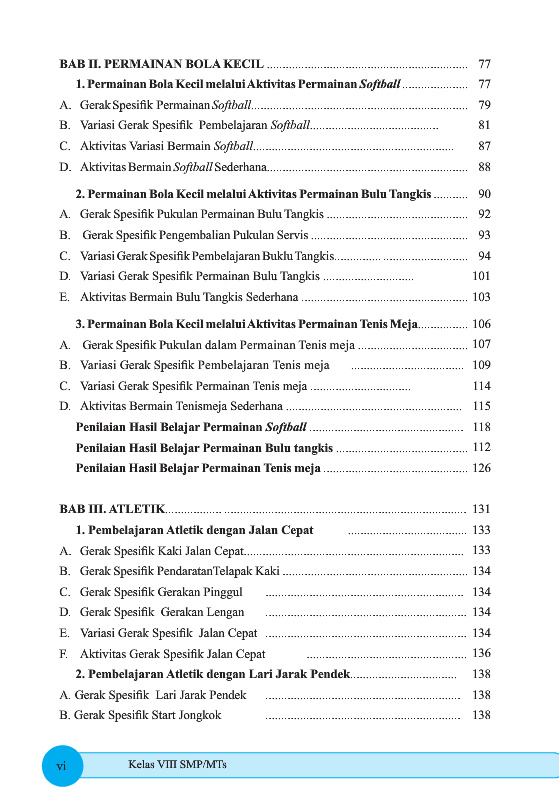 BAB II. PERMAINAN BOLA KECIL .................................................................. 77
1. Permainan Bola Kecil melalui Aktivitas Permainan Softball ..................... 77
A. Gerak Spesifik Permainan Softball...................................................................... 79
B. Variasi Gerak Spesifik Pembelajaran Softball.......................................... 81
C. Aktivitas Variasi Bermain Softball................................................................. 87
D. Aktivitas Bermain Softball Sederhana................................................................. 88
2. Permainan Bola Kecil melalui Aktivitas Permainan Bulu Tangkis ........... 90
A. Gerak Spesifik Pukulan Permainan Bulu Tangkis .............................................. 92
B. Gerak Spesifik Pengembalian Pukulan Servis ................................................... 93
C. Variasi Gerak Spesifik Pembelajaran Buklu Tangkis............... ........................... 94
D. Variasi Gerak Spesifik Permainan Bulu Tangkis ............................. 101
E. Aktivitas Bermain Bulu Tangkis Sederhana ...................................................... 103
3. Permainan Bola Kecil melalui Aktivitas Permainan Tenis Meja................ 106
A. Gerak Spesifik Pukulan dalam Permainan Tenis meja .................................... 107
B. Variasi Gerak Spesifik Pembelajaran Tenis meja ..................................... 109
C. Variasi Gerak Spesifik Permainan Tenis meja ................................. 114
D. Aktivitas Bermain Tenismeja Sederhana ......................................................... 115
Penilaian Hasil Belajar Permainan Softball .................................................. 118
Penilaian Hasil Belajar Permainan Bulu tangkis ........................................... 112
Penilaian Hasil Belajar Permainan Tenis meja ............................................... 126
BAB III. ATLETIK.................. ............................................................................... 131
1. Pembelajaran Atletik dengan Jalan Cepat ....................................... 133
A. Gerak Spesifik Kaki Jalan Cepat....................................................................... 133
B. Gerak Spesifik PendaratanTelapak Kaki ............................................................ 134
C. Gerak Spesifik Gerakan Pinggul ................................................................ 134
D. Gerak Spesifik Gerakan Lengan ................................................................. 134
E. Variasi Gerak Spesifik Jalan Cepat ................................................................. 134
F. Aktivitas Gerak Spesifik Jalan Cepat .................................................... 136
2. Pembelajaran Atletik dengan Lari Jarak Pendek.................................. 138
A. Gerak Spesifik Lari Jarak Pendek ............................................................... 138
B. Gerak Spesifik Start Jongkok ............................................................... 138
vi Kelas VIII SMP/MTs